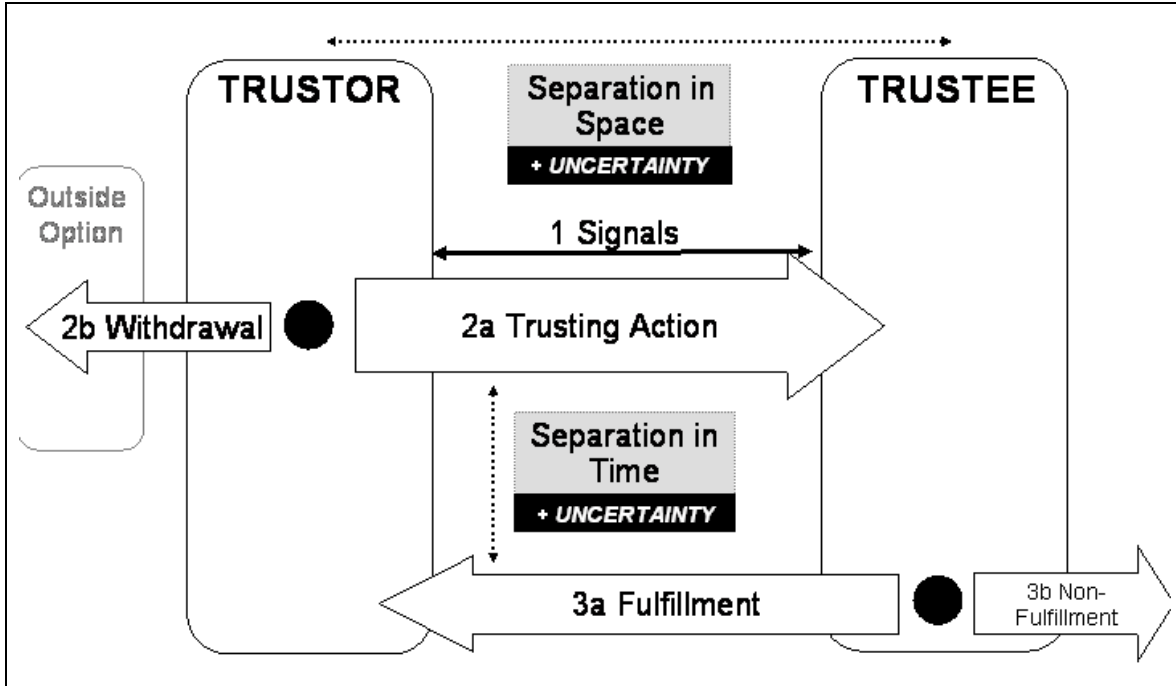 TRUSTOR
TRUSTEE
Separation in
Space
+ UNCERTAINTY
Outside
Option
1 Signals
2b Withdrawal
2a Trusting Action
Separation in
Time
+ UNCERTAINTY
3a Fulfillment
3b Non-
Fulfillment